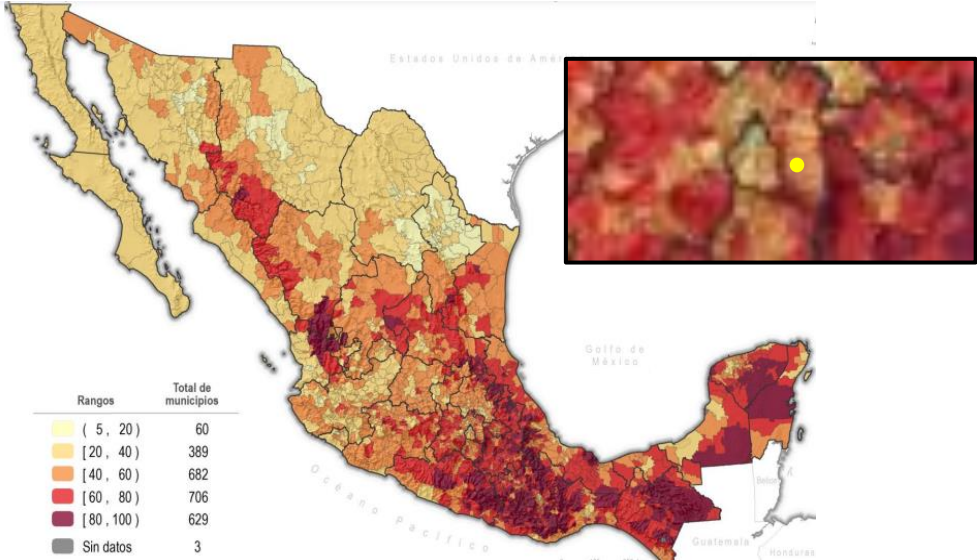 Estados Unidos de Amér
Golfo de
México
Rangos
Total de
municipios
( 5 , 20) 60
[20 , 40) 389
[40 , 60) 682
[60 , 80) 706
[80 , 100) 629
Sin datos 3
Océano Pacífico
Belice
Guatemala
Honduras